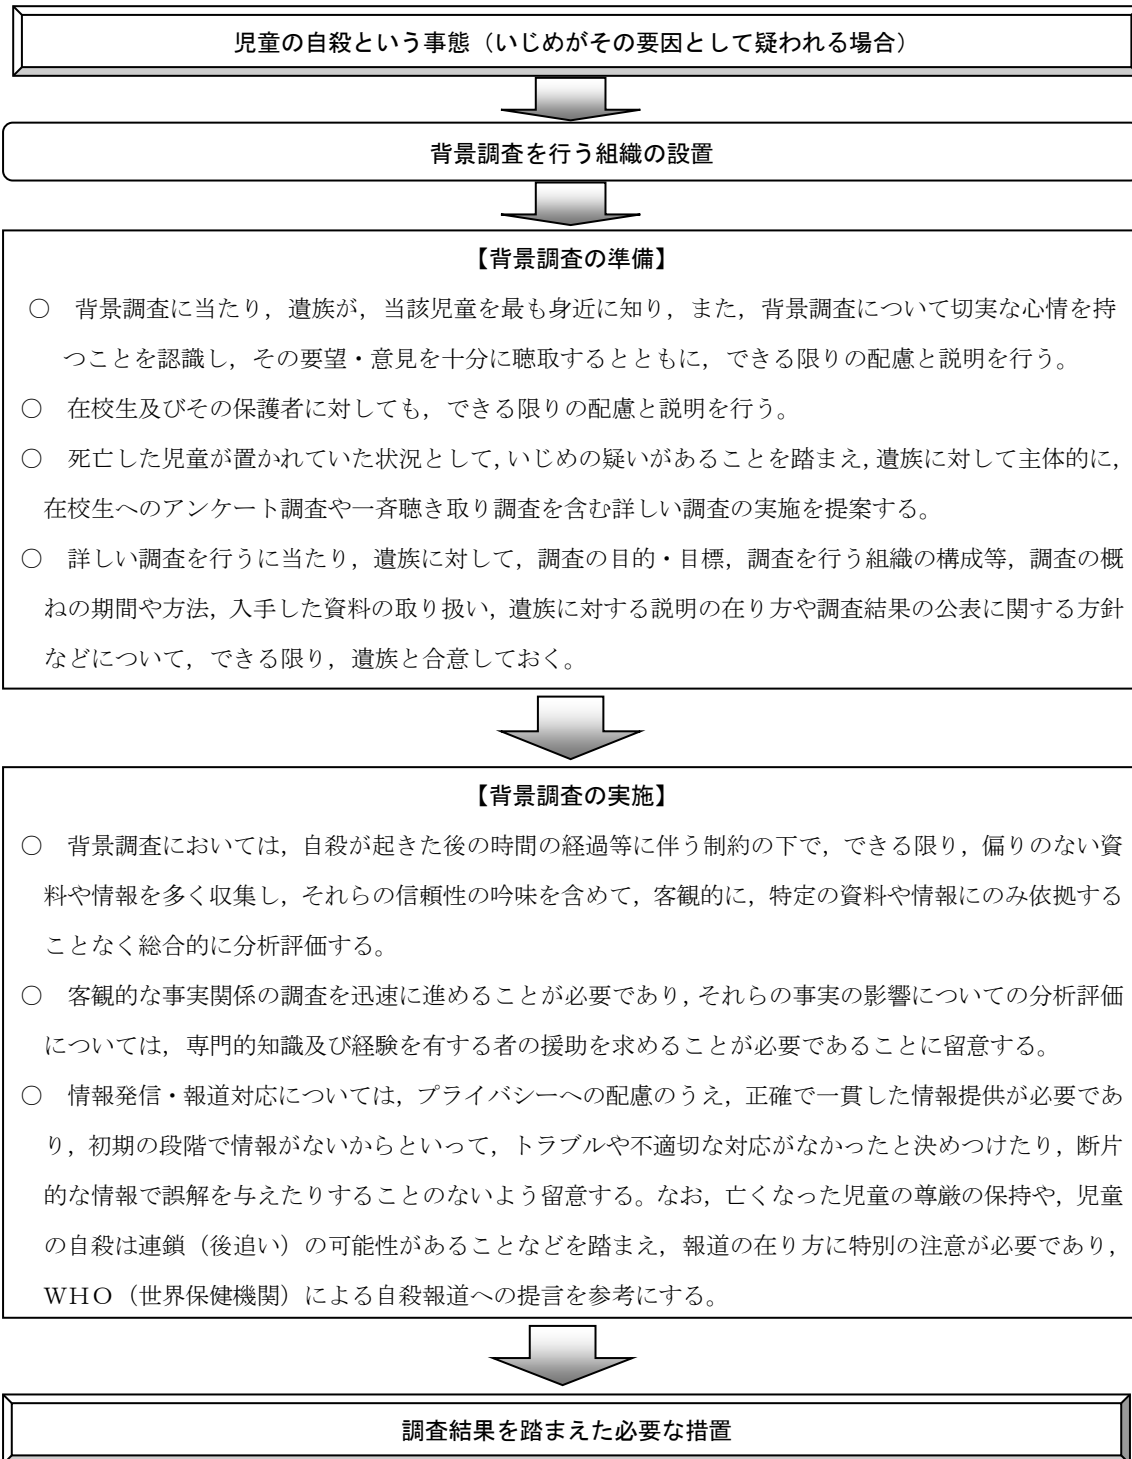 児童の自殺という事態（いじめがその要因として疑われる場合）
背景調査を行う組織の設置
【背景調査の準備】
○　背景調査に当たり，遺族が，当該児童を最も身近に知り，また，背景調査について切実な心情を持
つことを認識し，その要望・意見を十分に聴取するとともに，できる限りの配慮と説明を行う。
○　在校生及びその保護者に対しても，できる限りの配慮と説明を行う。
○　死亡した児童が置かれていた状況として，いじめの疑いがあることを踏まえ，遺族に対して主体的に，
在校生へのアンケート調査や一斉聴き取り調査を含む詳しい調査の実施を提案する。
○　詳しい調査を行うに当たり，遺族に対して，調査の目的・目標，調査を行う組織の構成等，調査の概
ねの期間や方法，入手した資料の取り扱い，遺族に対する説明の在り方や調査結果の公表に関する方針
などについて，できる限り，遺族と合意しておく。
【背景調査の実施】
○　背景調査においては，自殺が起きた後の時間の経過等に伴う制約の下で，できる限り，偏りのない資
料や情報を多く収集し，それらの信頼性の吟味を含めて，客観的に，特定の資料や情報にのみ依拠する
ことなく総合的に分析評価する。
○　客観的な事実関係の調査を迅速に進めることが必要であり，それらの事実の影響についての分析評価
については，専門的知識及び経験を有する者の援助を求めることが必要であることに留意する。
○　情報発信・報道対応については，プライバシーへの配慮のうえ，正確で一貫した情報提供が必要であ
り，初期の段階で情報がないからといって，トラブルや不適切な対応がなかったと決めつけたり，断片
的な情報で誤解を与えたりすることのないよう留意する。なお，亡くなった児童の尊厳の保持や，児童
の自殺は連鎖（後追い）の可能性があることなどを踏まえ，報道の在り方に特別の注意が必要であり，
ＷＨＯ（世界保健機関）による自殺報道への提言を参考にする。
調査結果を踏まえた必要な措置